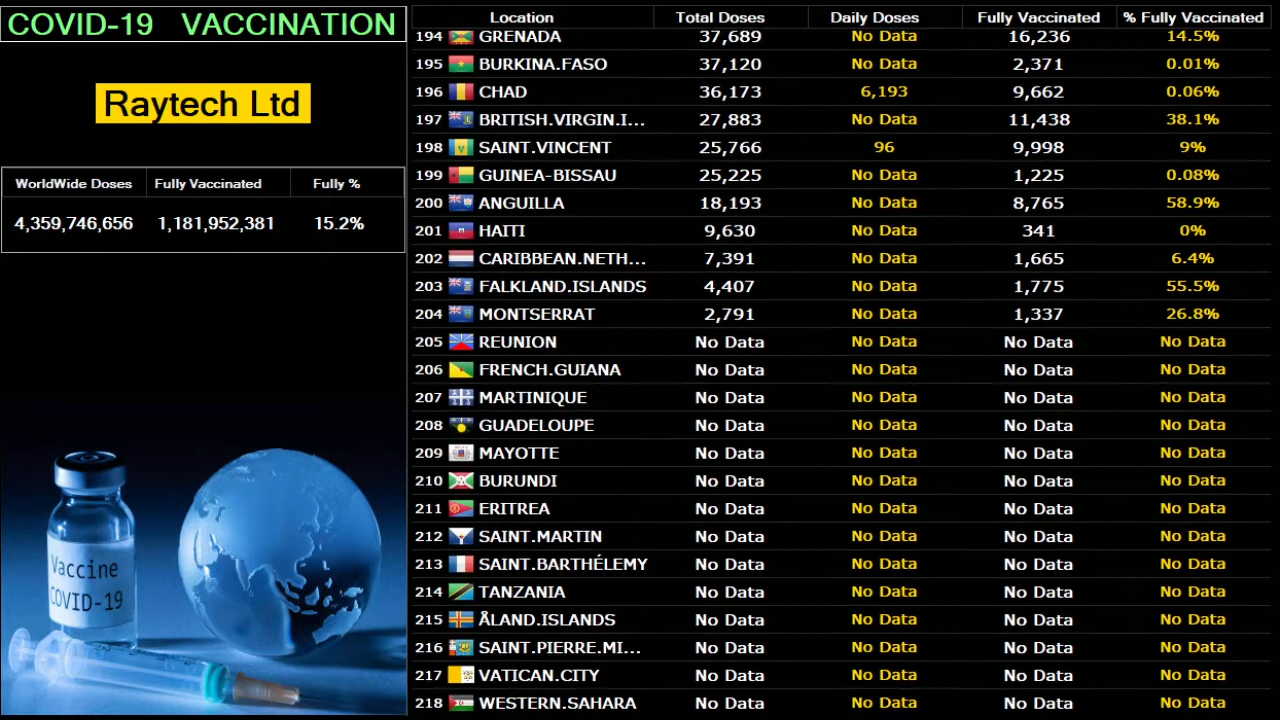 COVID-19 VACCINATION
Raytech Ltd
WorldWide Doses Fully Vaccinated Fully %
4,359,746,656 1,181,952,381 15.2%
Vaccine
COVID-19
Location Total Doses Daily Doses Fully Vaccinated % Fully Vaccinated
194 GRENADA 37,689 No Data 16,236 14.5%
195 BURKINA.FASO 37,120 No Data 2,371 0.01%
196 CHAD 36,173 6,193 9,662 0.06%
197 BRITISH.VIRGIN.I... 27,883 No Data 11,438 38.1%
198 SAINT.VINCENT 25,766 96 9,998 9%
199 GUINEA-BISSAU 25,225 No Data 1,225 0.08%
200 ANGUILLA 18,193 No Data 8,765 58.9%
201 HAITI 9,630 No Data 341 0%
202 CARIBBEAN.NETH... 7,391 No Data 1,665 6.4%
203 FALKLAND.ISLANDS 4,407 No Data 1,775 55.5%
204 MONTSERRAT 2,791 No Data 1,337 26.8%
205 REUNION No Data No Data No Data No Data
206 FRENCH.GUIANA No Data No Data No Data No Data
207 MARTINIQUE No Data No Data No Data No Data
208 GUADELOUPE No Data No Data No Data No Data
209 MAYOTTE No Data No Data No Data No Data
210 BURUNDI No Data No Data No Data No Data
211 ERITREA No Data No Data No Data No Data
212 SAINT.MARTIN No Data No Data No Data No Data
213 SAINT.BARTHÉLEMY No Data No Data No Data No Data
214 TANZANIA No Data No Data No Data No Data
215 ÅLAND.ISLANDS No Data No Data No Data No Data
216 SAINT.PIERRE.MI... No Data No Data No Data No Data
217 VATICAN.CITY No Data No Data No Data No Data
218 WESTERN.SAHARA No Data No Data No Data No Data